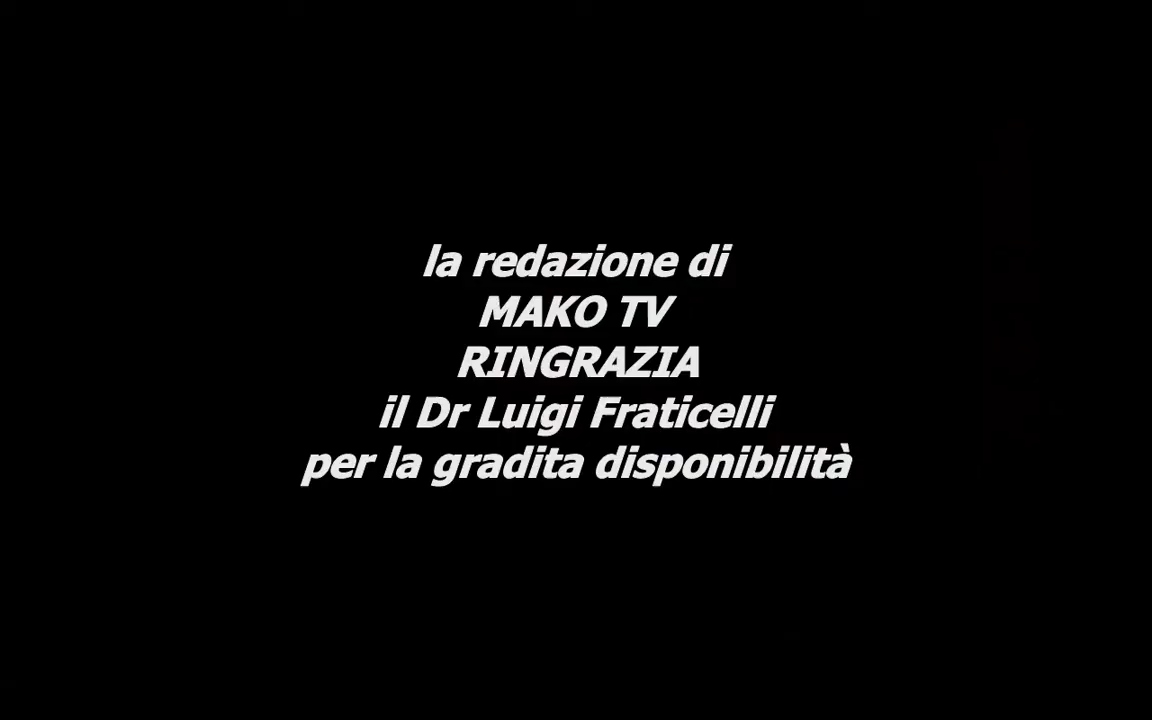 la redazione di
MAKO TV
RINGRAZIA
il Dr Luigi Fraticelli
per la gradita disponibilità